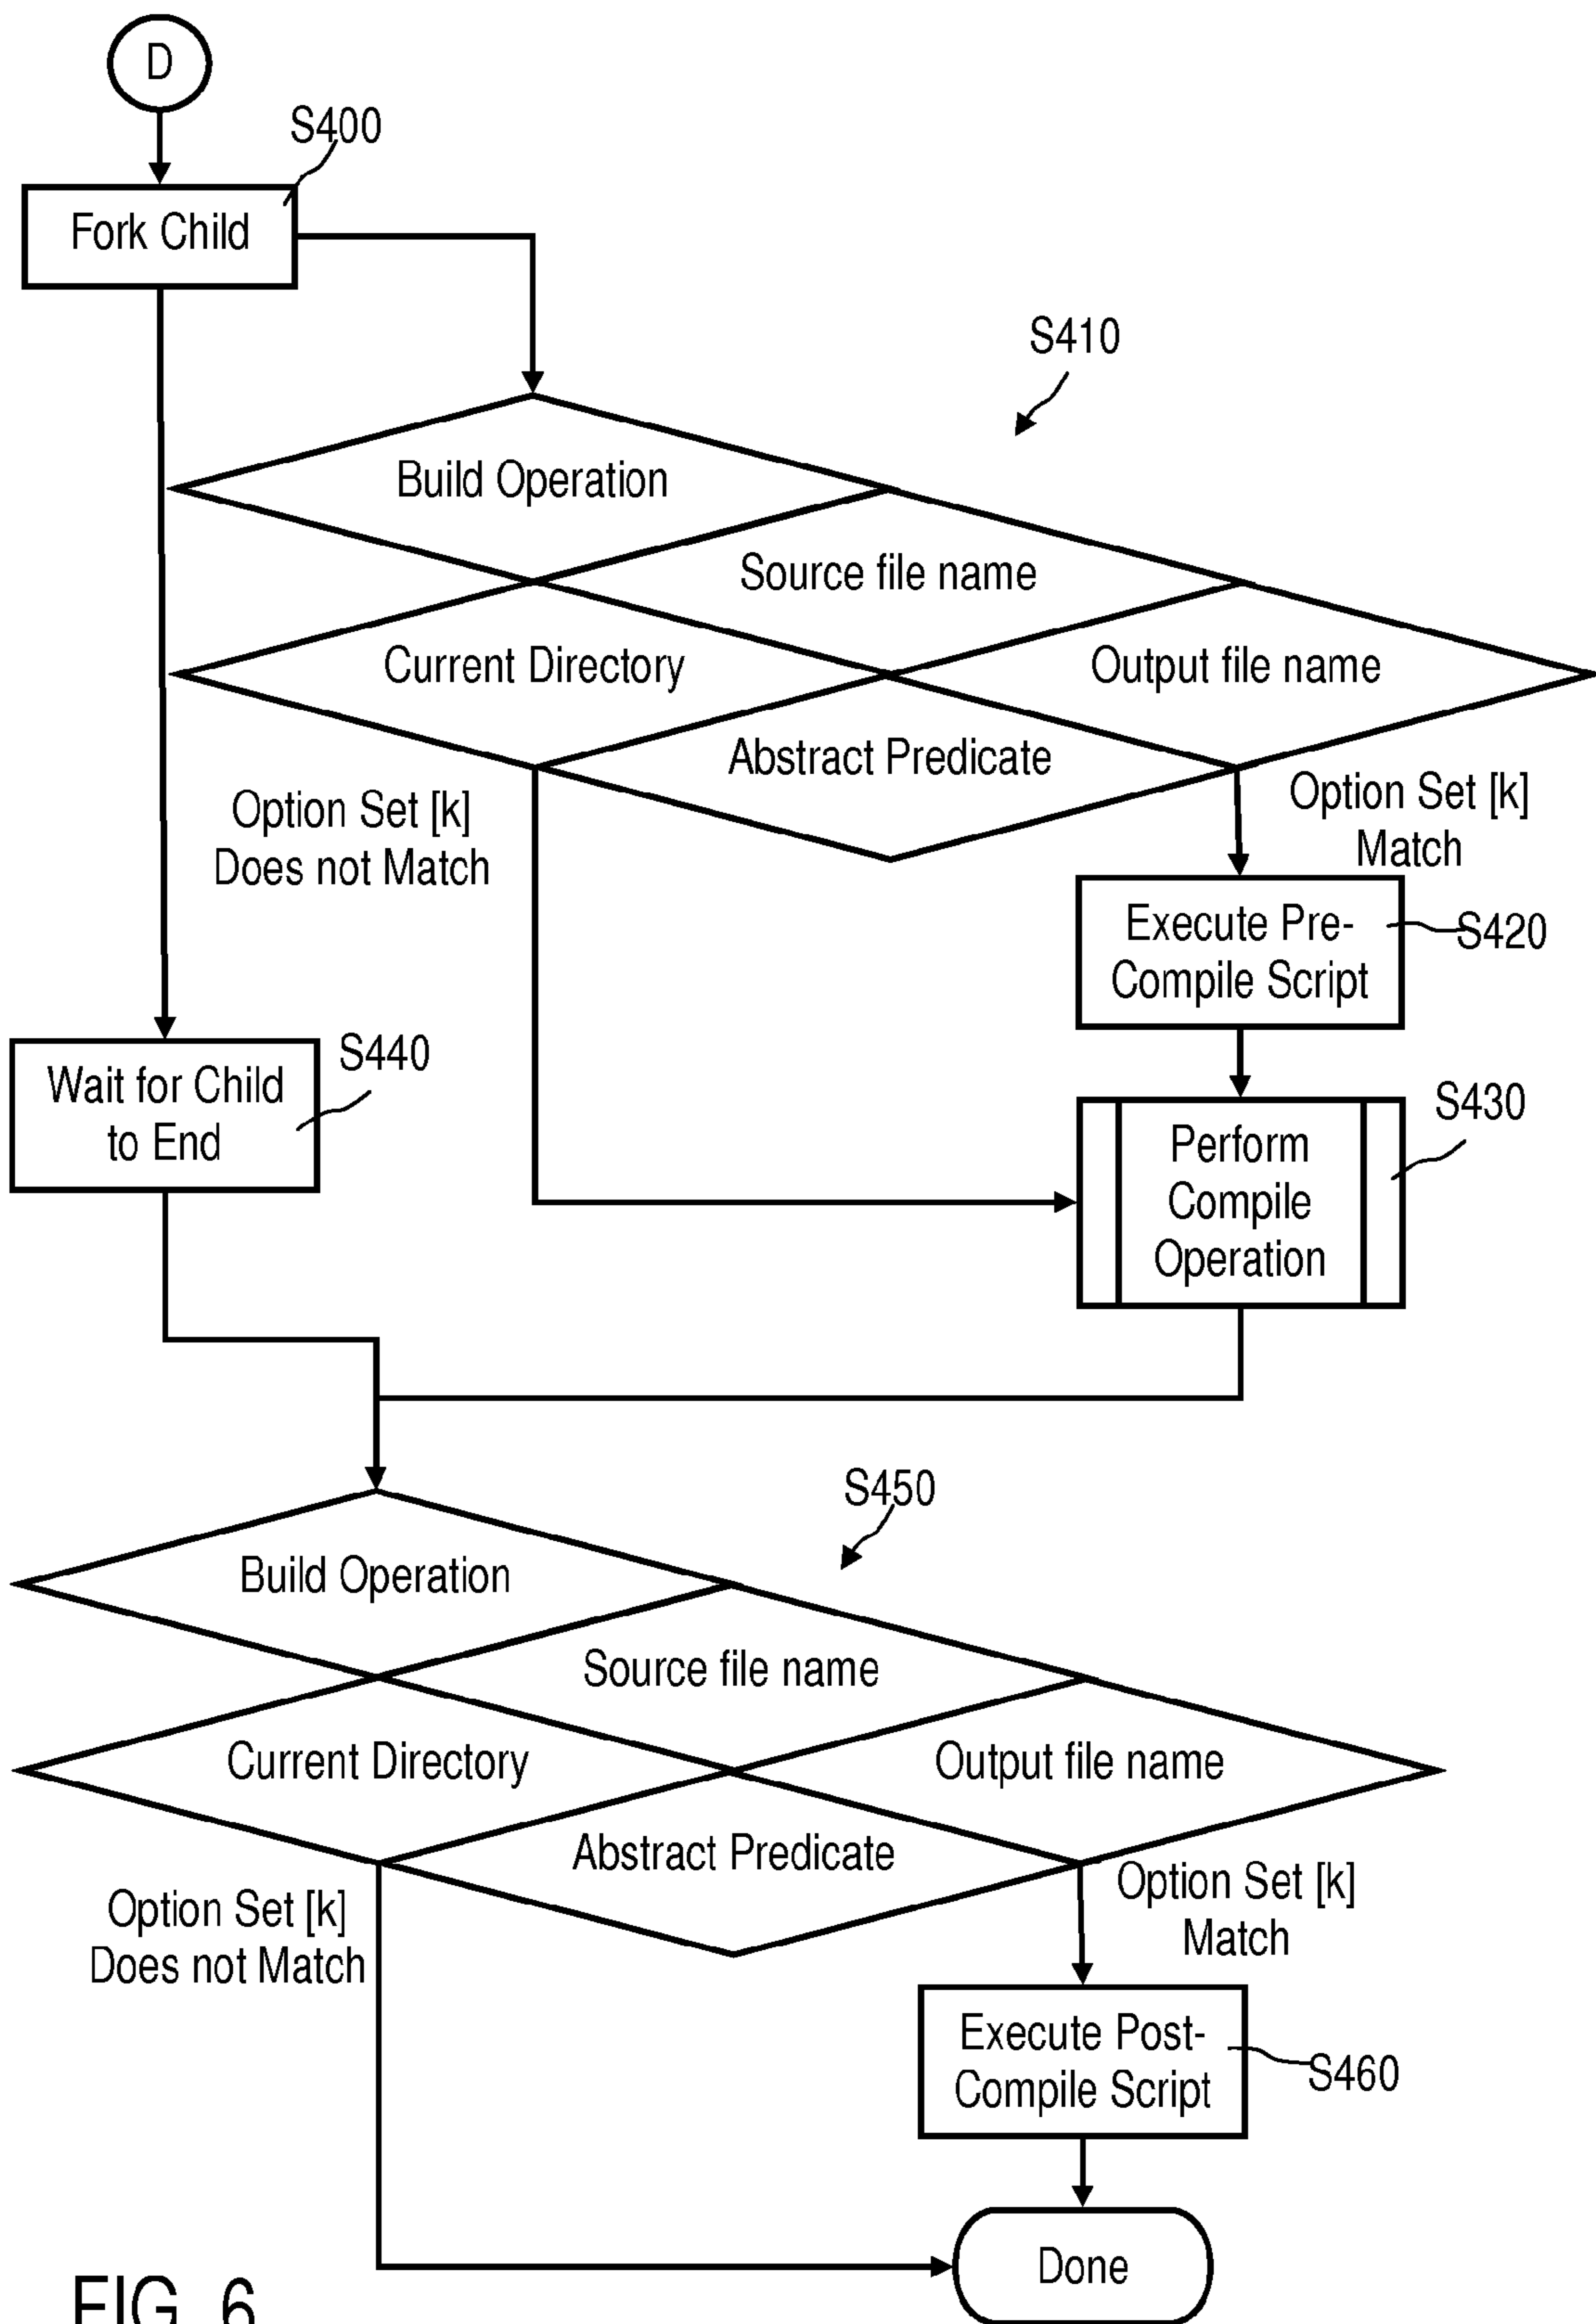 D
S400
Fork Child
S410
Build Operation
Source file name
Current Directory
Output file name
Abstract Predicate
Option Set [k]
Does not Match
Option Set [k]
Match
Execute Pre-
Compile Script
S420
Wait for Child
to End
S440
Perform
Compile
Operation
S430
S450
Build Operation
Source file name
Current Directory
Output file name
Abstract Predicate
Option Set [k]
Does not Match
Option Set [k]
Match
Execute Post-
Compile Script
S460
Done
FIG. 6